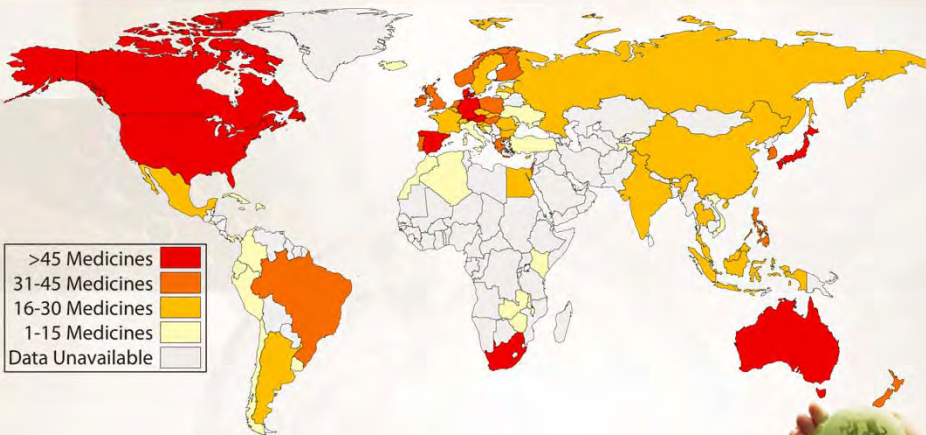 >45 Medicines
31-45 Medicines
16-30 Medicines
1-15 Medicines
Data Unavailable